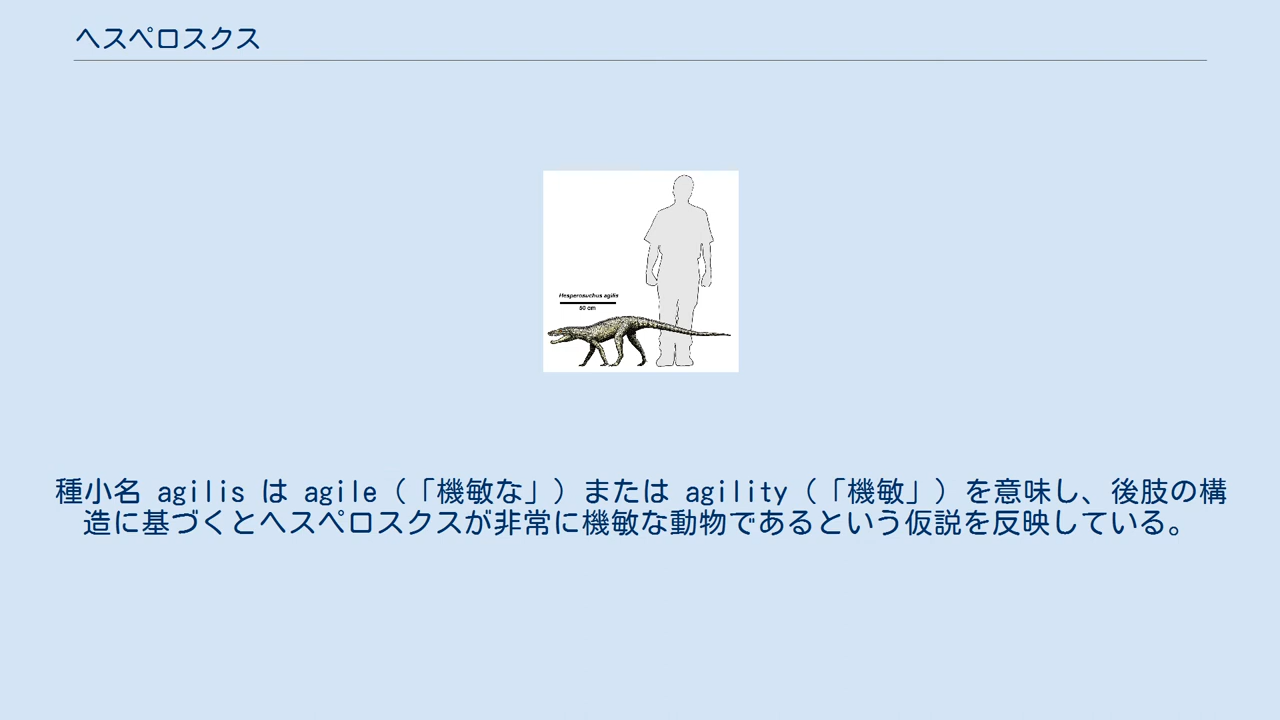 ヘスペロスクス
Hesperosuchus agilis
50 cm
種小名 agilis は agile（「機敏な」）または agility（「機敏」）を意味し、後肢の構
造に基づくとヘスペロスクスが非常に機敏な動物であるという仮説を反映している。